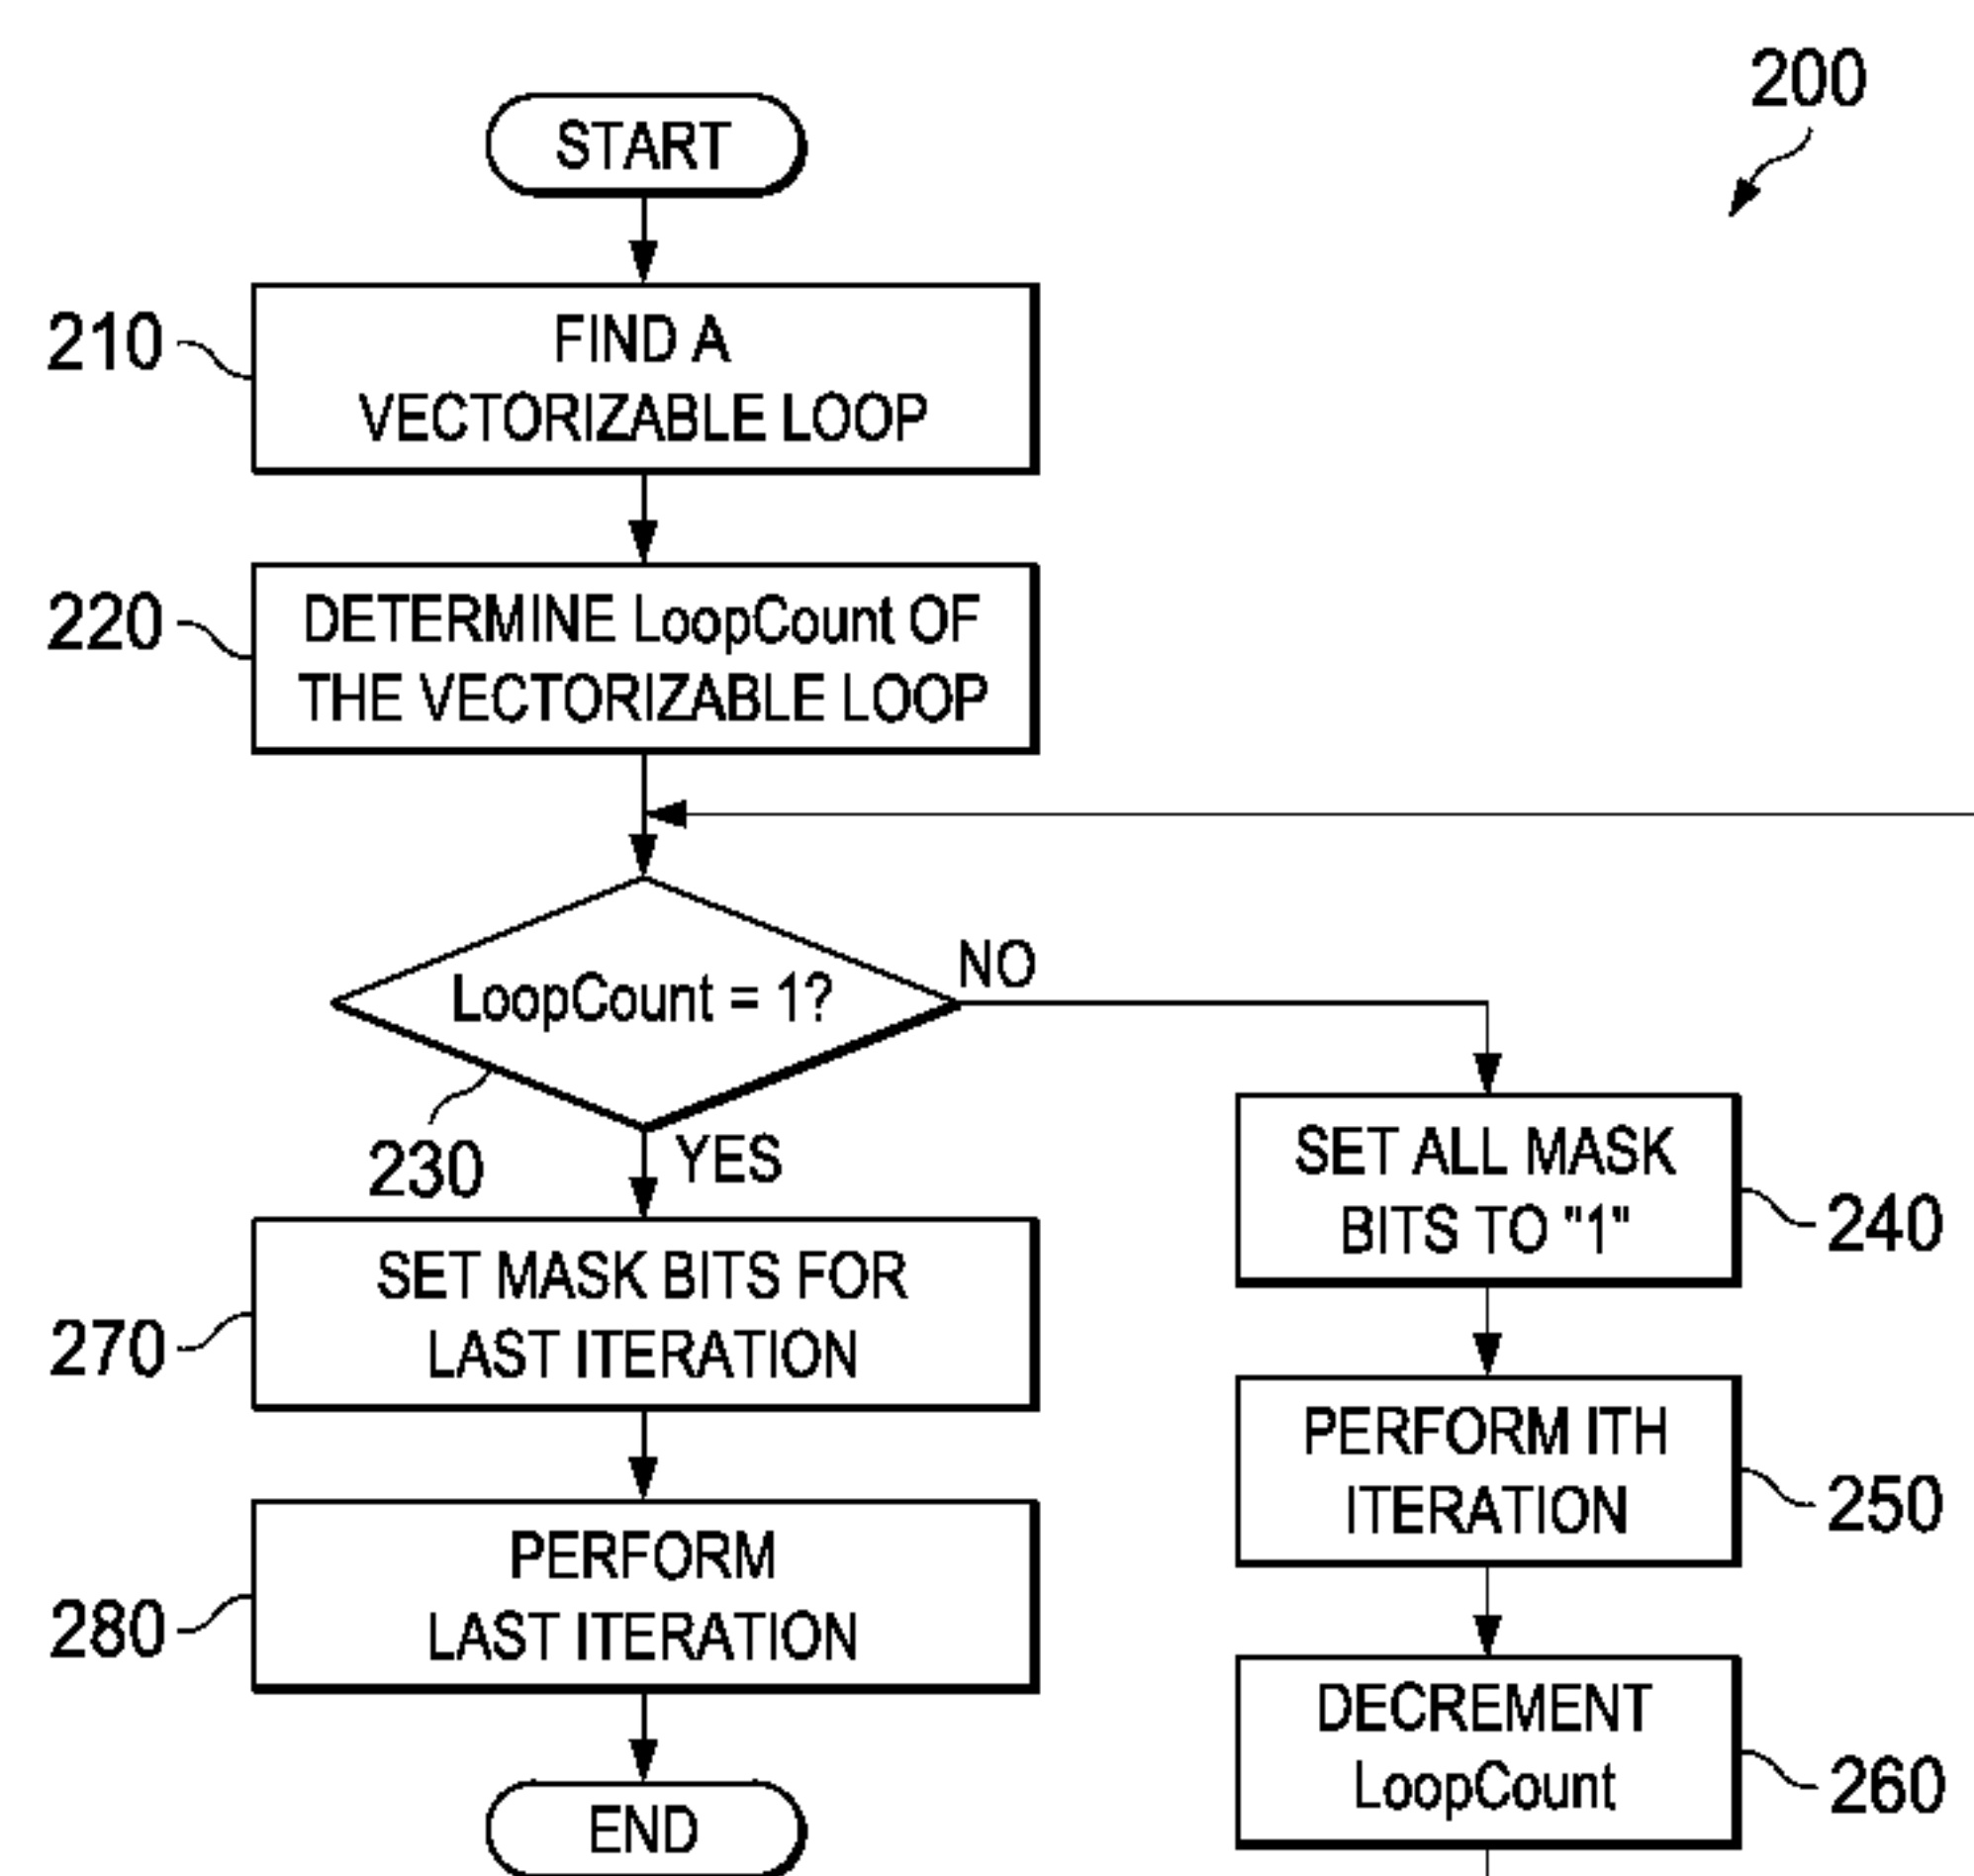 200
START
210
FIND A
VECTORIZABLE LOOP
220
DETERMINE LoopCount OF
THE VECTORIZABLE LOOP
LoopCount = 1?
NO
230
YES
SET ALL MASK
BITS TO "1"
240
270
SET MASK BITS FOR
LAST ITERATION
PERFORM ITH
ITERATION
250
280
PERFORM
LAST ITERATION
DECREMENT
LoopCount
260
END